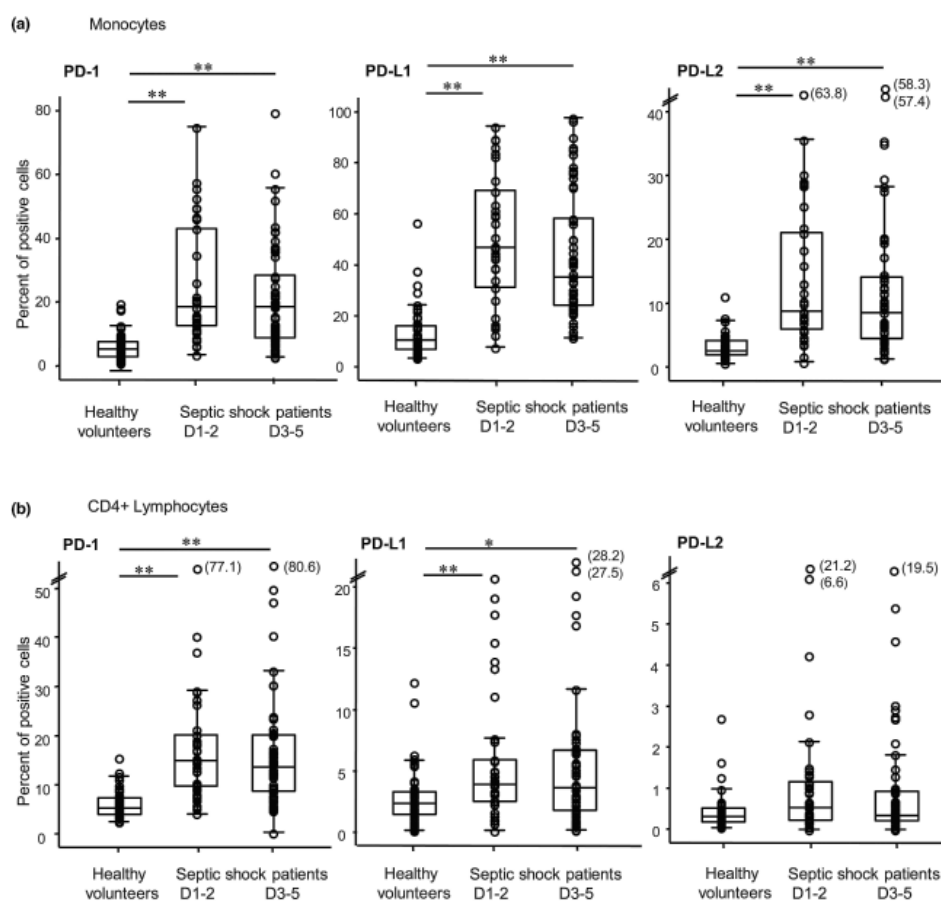 (a) Monocytes
PD-1
**
**
80
60
40
20
0
Percent of positive cells
Healthy volunteers
Septic shock patients
D1-2 D3-5
PD-L1
**
**
100
80
60
40
20
0
Healthy volunteers
Septic shock patients
D1-2 D3-5
PD-L2
**
**
(63.8)
(58.3)
(57.4)
40
30
20
10
0
Healthy volunteers
Septic shock patients
D1-2 D3-5
(b) CD4+ Lymphocytes
PD-1
**
**
(77.1)
(80.6)
50
40
30
20
10
0
Percent of positive cells
Healthy volunteers
Septic shock patients
D1-2 D3-5
PD-L1
*
**
(28.2)
(27.5)
20
15
10
5
0
Healthy volunteers
Septic shock patients
D1-2 D3-5
PD-L2
(21.2)
(6.6)
(19.5)
6
5
4
3
2
1
0
Healthy volunteers
Septic shock patients
D1-2 D3-5